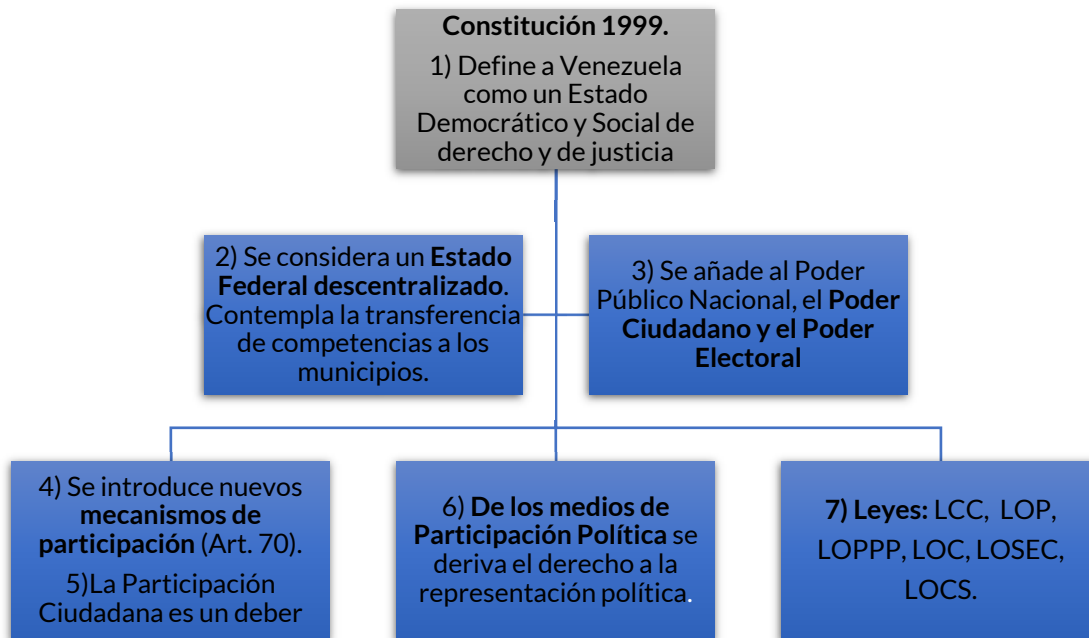 Constitución 1999.
1) Define a Venezuela
como un Estado
Democrático y Social de
derecho y de justicia
2) Se considera un Estado
Federal descentralizado.
Contempla la transferencia
de competencias a los
municipios.
3) Se añade al Poder
Público Nacional, el Poder
Ciudadano y el Poder
Electoral
4) Se introduce nuevos
mecanismos de
participación (Art. 70).
5)La Participación
Ciudadana es un deber
6) De los medios de
Participación Política se
deriva el derecho a la
representación política.
7) Leyes: LCC, LOP,
LOPPP, LOC, LOSEC,
LOCS.